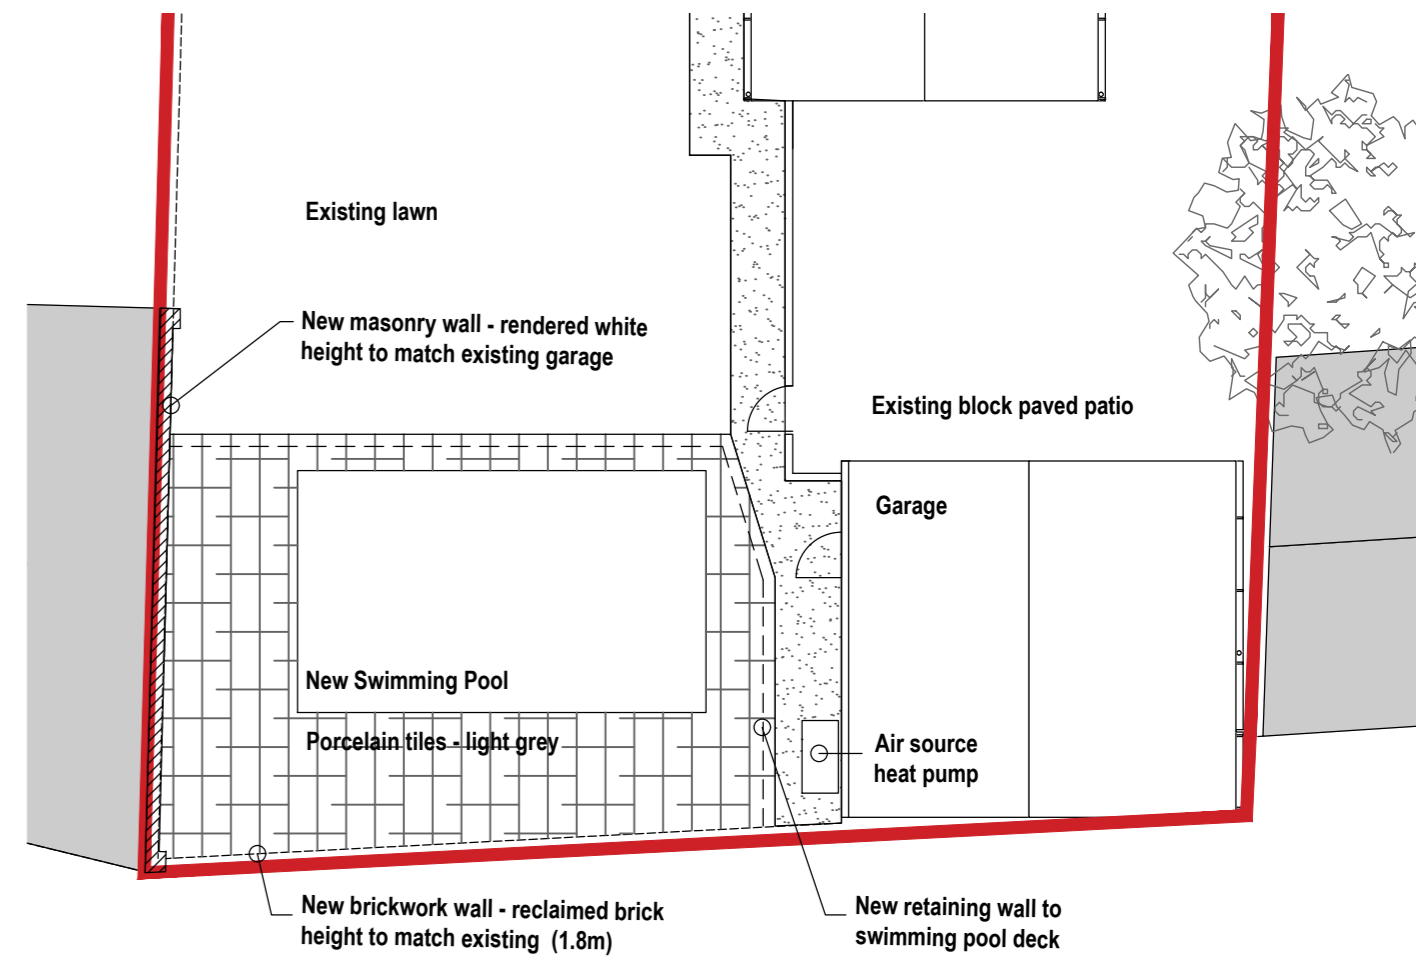 Existing lawn
New masonry wall - rendered white
height to match existing garage
Existing block paved patio
Garage
New Swimming Pool
Porcelain tiles - light grey
Air source
heat pump
New brickwork wall - reclaimed brick
height to match existing (1.8m)
New retaining wall to
swimming pool deck